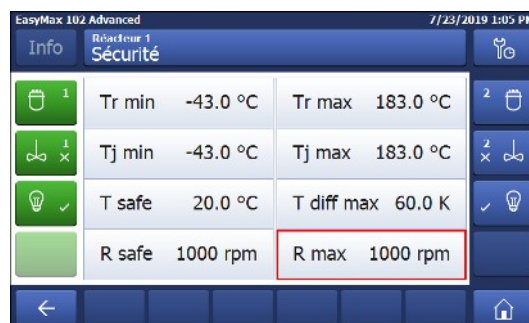 EasyMax 102 Advanced 7/23/2019 1:05 P
Info Réacteur 1
Sécurité
1 Tr min -43.0 °C Tr max 183.0 °C 2
1 Tj min -43.0 °C Tj max 183.0 °C 2
T safe 20.0 °C T diff max 60.0 K
R safe 1000 rpm R max 1000 rpm